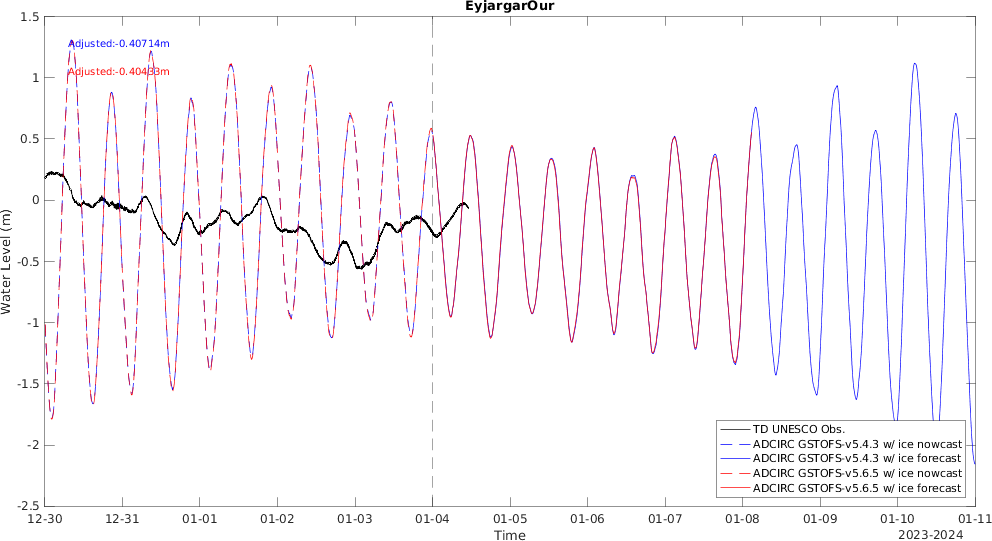 EyjargarOur
Adjusted:-0.40714m
Adjusted:-0.40433m
1.5
1
0.5
0
-0.5
-1
-1.5
-2
-2.5
Water Level (m)
TD UNESCO Obs.
ADCIRC GSTOFS-v5.4.3 w/ ice nowcast
ADCIRC GSTOFS-v5.4.3 w/ ice forecast
ADCIRC GSTOFS-v5.6.5 w/ ice nowcast
ADCIRC GSTOFS-v5.6.5 w/ ice forecast
12-30 12-31 01-01 01-02 01-03 01-04 01-05 01-06 01-07 01-08 01-09 01-10 01-11
Time
2023-2024